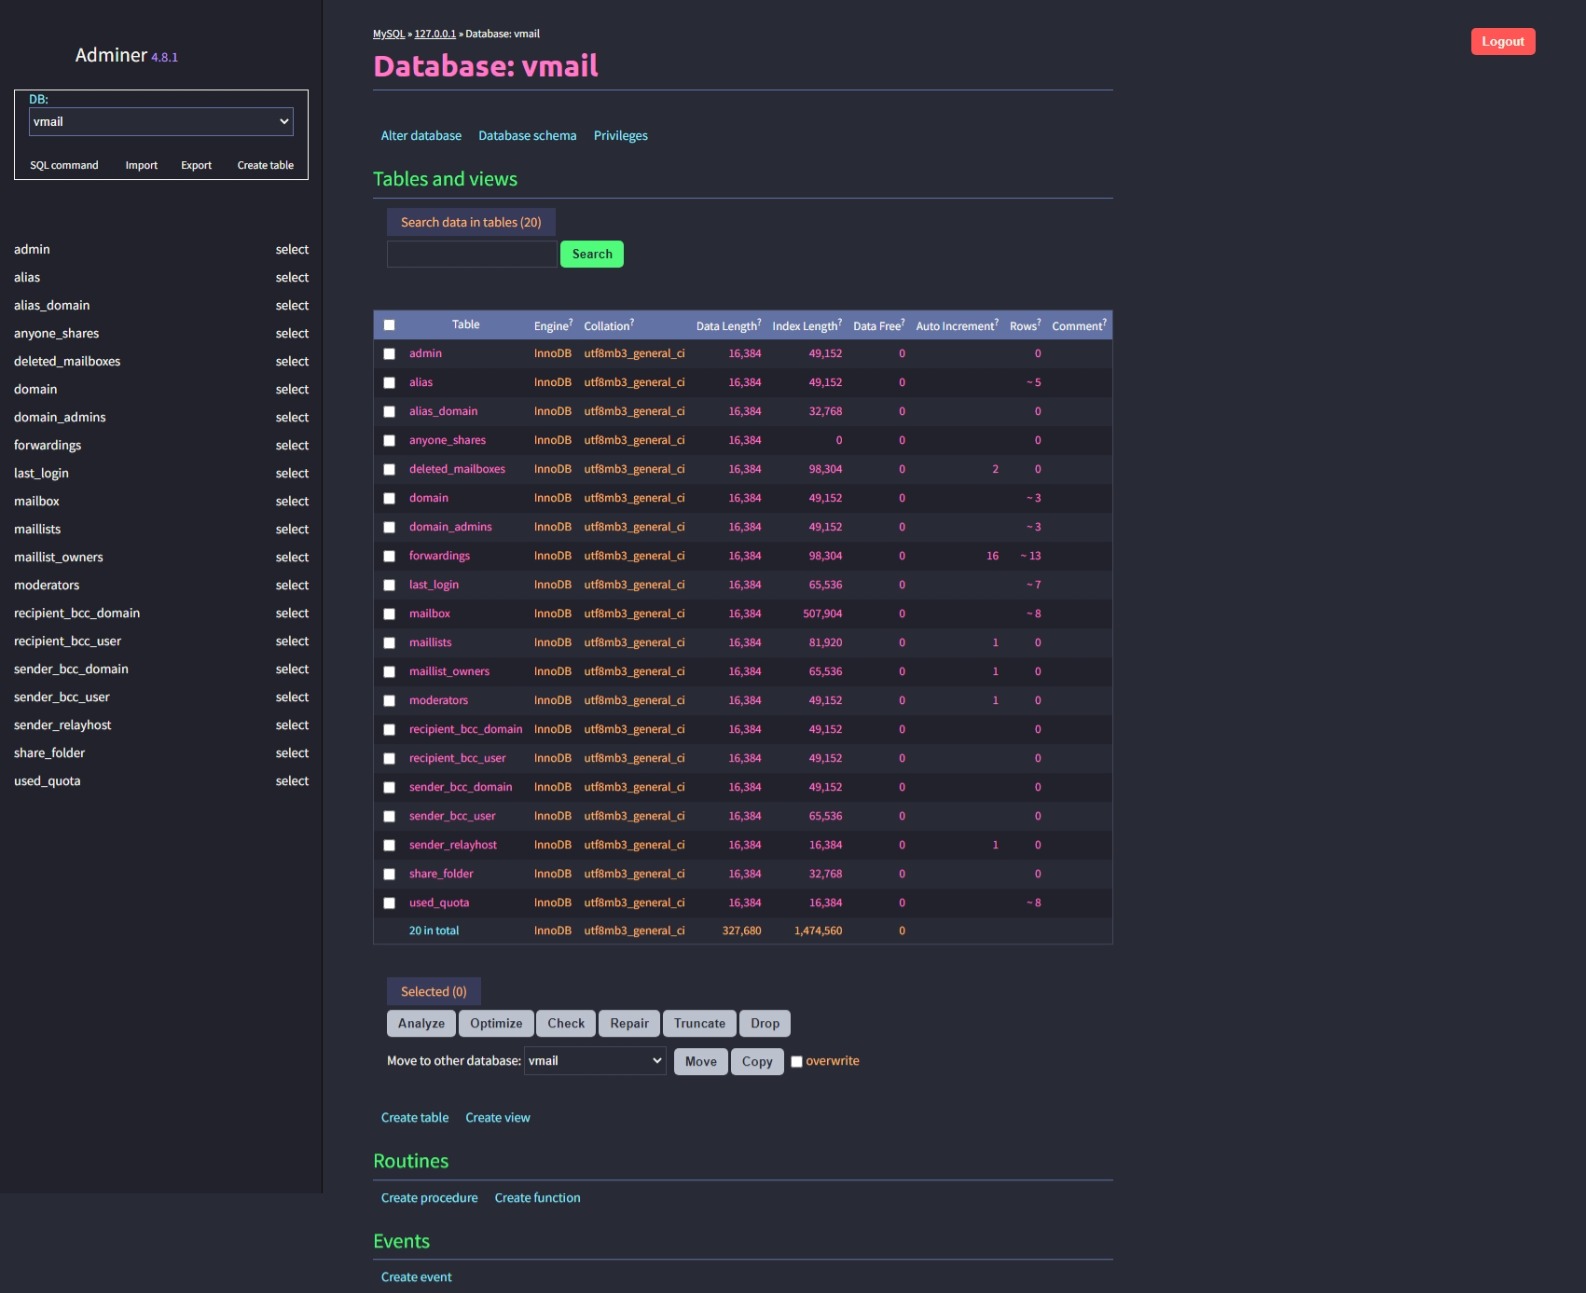 Adminer 4.8.1
DB:
vmail
SQL command Import Export Create table
admin select
alias select
alias_domain select
anyone_shares select
deleted_mailboxes select
domain select
domain_admins select
forwardings select
last_login select
mailbox select
maillists select
maillist_owners select
moderators select
recipient_bcc_domain select
recipient_bcc_user select
sender_bcc_domain select
sender_bcc_user select
sender_relayhost select
share_folder select
used_quota select
MySQL » 127.0.0.1 » Database: vmail
Logout
Database: vmail
Alter database Database schema Privileges
Tables and views
Search data in tables (20)
Search
Table Engine? Collation? Data Length? Index Length? Data Free? Auto Increment? Rows? Comment?
admin InnoDB utf8mb3_general_ci 16,384 49,152 0 0
alias InnoDB utf8mb3_general_ci 16,384 49,152 0 ~ 5
alias_domain InnoDB utf8mb3_general_ci 16,384 32,768 0 0
anyone_shares InnoDB utf8mb3_general_ci 16,384 0 0 0
deleted_mailboxes InnoDB utf8mb3_general_ci 16,384 98,304 0 2 0
domain InnoDB utf8mb3_general_ci 16,384 49,152 0 ~ 3
domain_admins InnoDB utf8mb3_general_ci 16,384 49,152 0 ~ 3
forwardings InnoDB utf8mb3_general_ci 16,384 98,304 0 16 ~ 13
last_login InnoDB utf8mb3_general_ci 16,384 65,536 0 ~ 7
mailbox InnoDB utf8mb3_general_ci 16,384 507,904 0 ~ 8
maillists InnoDB utf8mb3_general_ci 16,384 81,920 0 1 0
maillist_owners InnoDB utf8mb3_general_ci 16,384 65,536 0 1 0
moderators InnoDB utf8mb3_general_ci 16,384 49,152 0 1 0
recipient_bcc_domain InnoDB utf8mb3_general_ci 16,384 49,152 0 0
recipient_bcc_user InnoDB utf8mb3_general_ci 16,384 49,152 0 0
sender_bcc_domain InnoDB utf8mb3_general_ci 16,384 49,152 0 0
sender_bcc_user InnoDB utf8mb3_general_ci 16,384 65,536 0 0
sender_relayhost InnoDB utf8mb3_general_ci 16,384 16,384 0 1 0
share_folder InnoDB utf8mb3_general_ci 16,384 32,768 0 0
used_quota InnoDB utf8mb3_general_ci 16,384 16,384 0 ~ 8
20 in total InnoDB utf8mb3_general_ci 327,680 1,474,560 0
Selected (0)
Analyze Optimize Check Repair Truncate Drop
Move to other database: vmail Move Copy overwrite
Create table Create view
Routines
Create procedure Create function
Events
Create event